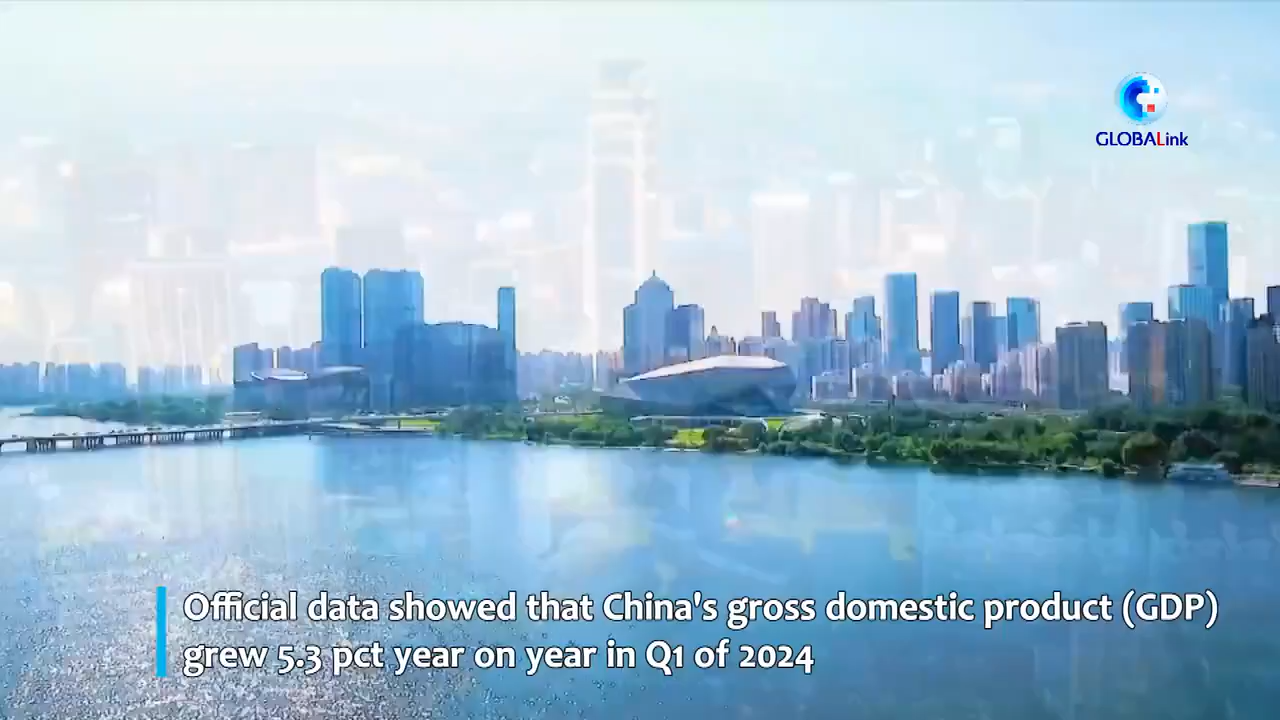 GLOBALink
Official data showed that China's gross domestic product (GDP)
grew 5.3 pct year on year in Q1 of 2024